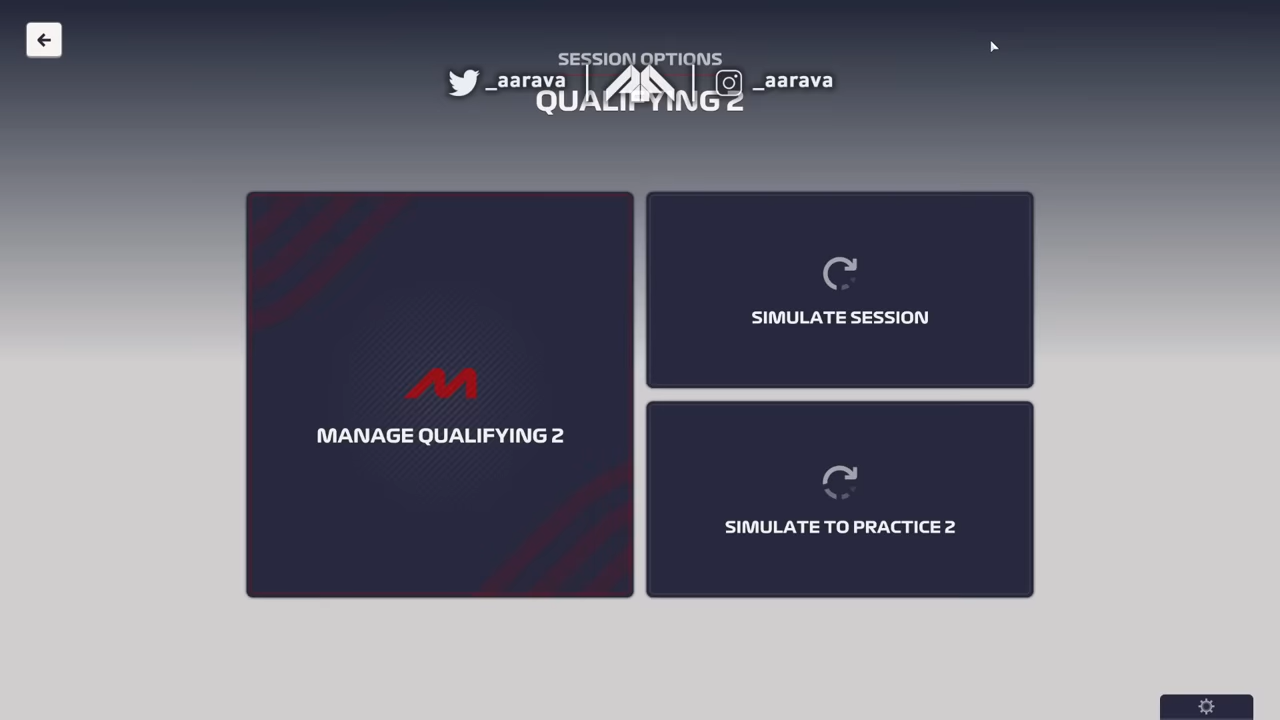 SESSION OPTIONS
_aarava
_aarava
QUALIFYING 2
MANAGE QUALIFYING 2
SIMULATE SESSION
SIMULATE TO PRACTICE 2